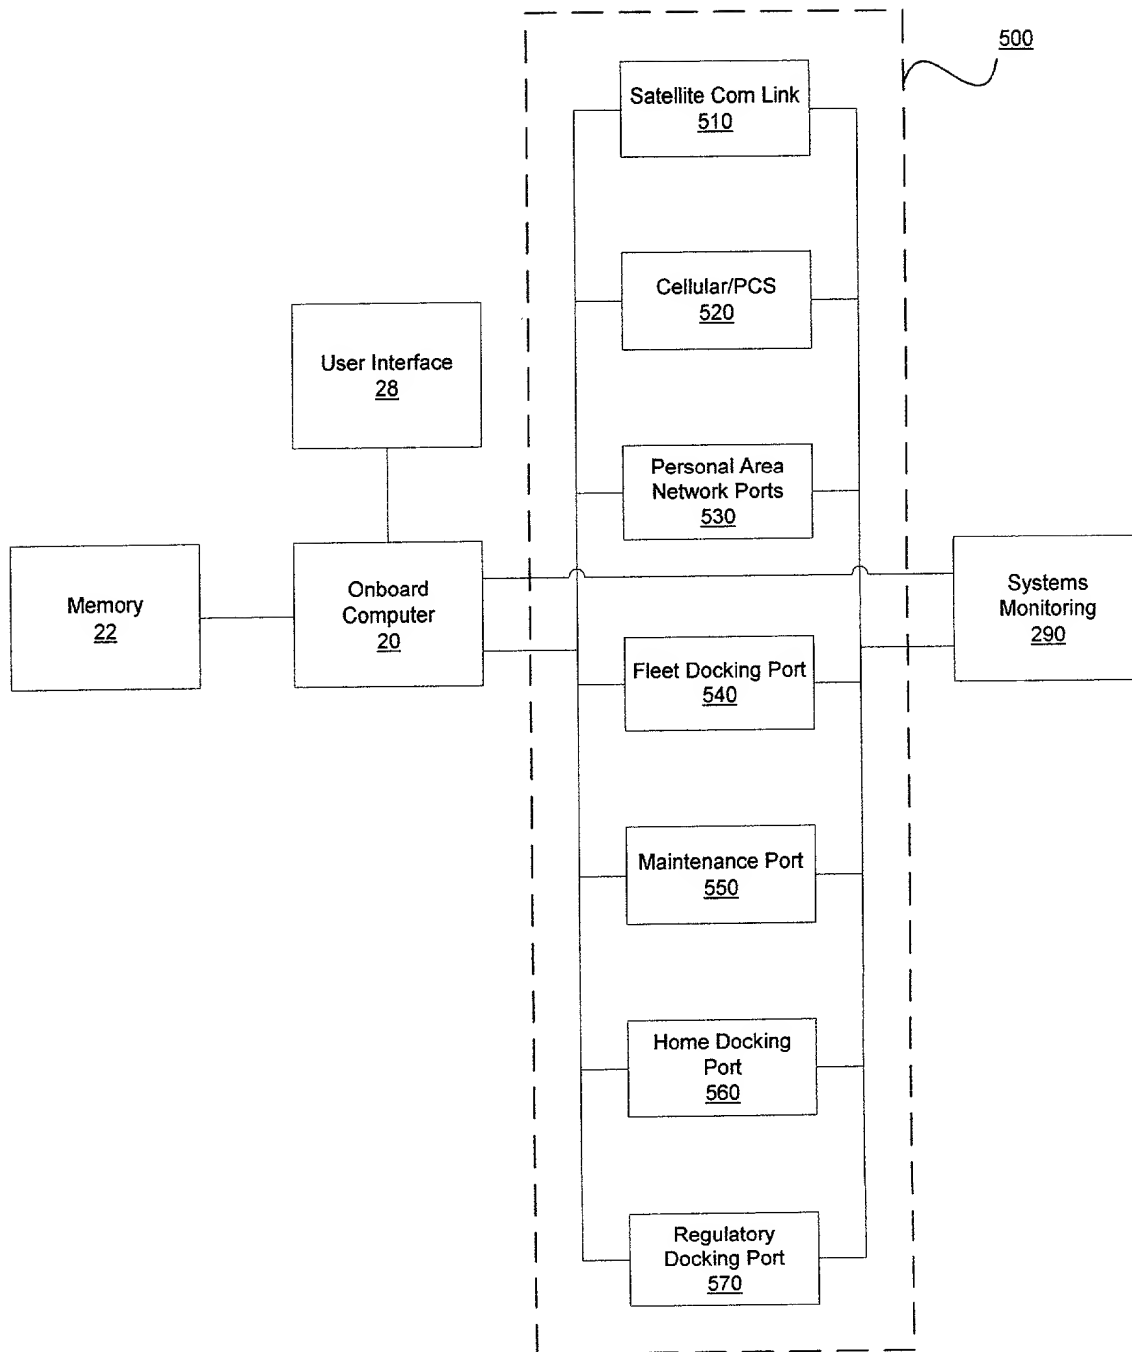 500
Satellite Com Link
510
Cellular/PCS
520
User Interface
28
Personal Area
Network Ports
530
Memory
22
Onboard
Computer
20
Systems
Monitoring
290
Fleet Docking Port
540
Maintenance Port
550
Home Docking
Port
560
Regulatory
Docking Port
570